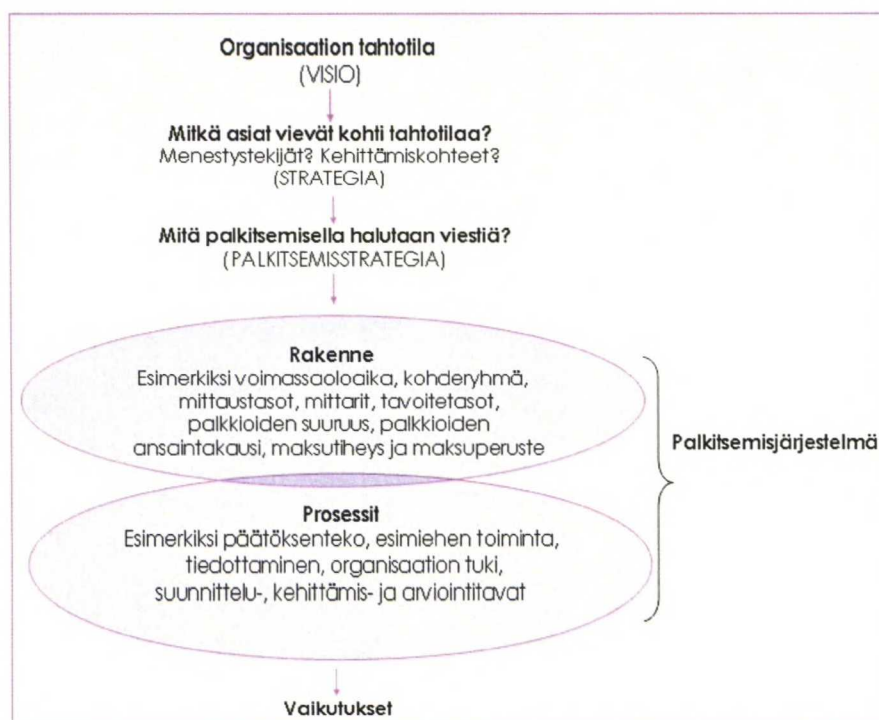 Organisaation tahtotila
(VISIO)
Mitkä asiat vievät kohti tahtotilaa?
Menestystekijät? Kehittämiskohteet?
(STRATEGIA)
Mitä palkitsemisella halutaan viestiä?
(PALKITSEMISSTRATEGIA)
Rakenne
Esimerkiksi voimassaoloaika, kohderyhmä,
mittaustasot, mittarit, tavoitetasot,
palkkioiden suuruus, palkkioiden
ansaintakausi, maksutiheys ja maksuperuste
Palkitsemisjärjestelmä
Prosessit
Esimerkiksi päätöksenteko, esimiehen toiminta,
tiedottaminen, organisaation tuki,
suunnittelu-, kehittämis- ja arviointitavat
Vaikutukset